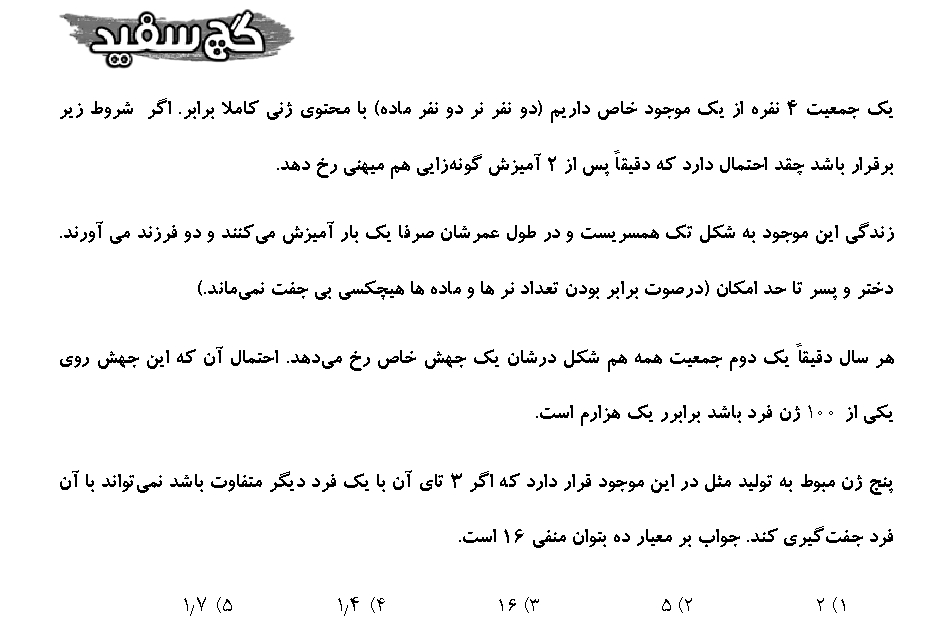 گچ سفید
یک جمعیت ۴ نفره از یک موجود خاص داریم (دو نفر نر دو نفر ماده) با محتوی ژنی کاملا برابر. اگر شروط زیر
برقرار باشد چقد احتمال دارد که دقیقاً پس از ۲ آمیزش گونه‌زایی هم میهنی رخ دهد.
زندگی این موجود به شکل تک همسریست و در طول عمرشان صرفا یک بار آمیزش می‌کنند و دو فرزند می آورند.
دختر و پسر تا حد امکان (درصوت برابر بودن تعداد نر ها و ماده ها هیچکسی بی جفت نمی‌ماند.)
هر سال دقیقاً یک دوم جمعیت همه هم شکل درشان یک جهش خاص رخ می‌دهد. احتمال آن که این جهش روی
یکی از ۱۰۰ ژن فرد باشد برابرر یک هزارم است.
پنج ژن مبوط به تولید مثل در این موجود قرار دارد که اگر ۳ تای آن با یک فرد دیگر متفاوت باشد نمی‌تواند با آن
فرد جفت‌گیری کند. جواب بر معیار ده بتوان منفی ۱۶ است.
۱) ۲ ۲) ۵ ۳) ۱۶ ۴) ۱٫۴ ۵) ۱٫۷